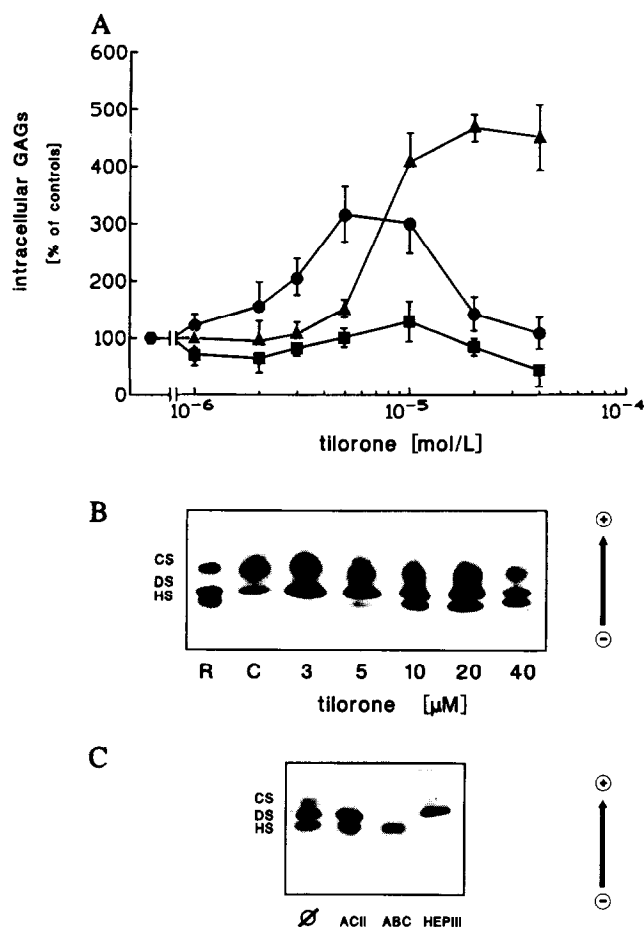 A
600
500
400
300
200
100
0
intracellular GAGs
[% of controls]
10⁻⁶
10⁻⁵
10⁻⁴
tilorone [mol/L]
B
CS
DS
HS
+
−
R C 3 5 10 20 40
tilorone [µM]
C
CS
DS
HS
+
−
Ø ACII ABC HEPIII